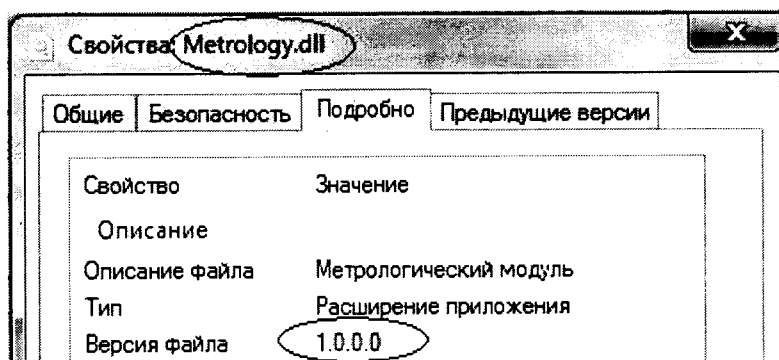 Свойства: Metrology.dll
Общие Безопасность Подробно Предыдущие версии
Свойство Значение
Описание
Описание файла Метрологический модуль
Тип Расширение приложения
Версия файла 1.0.0.0